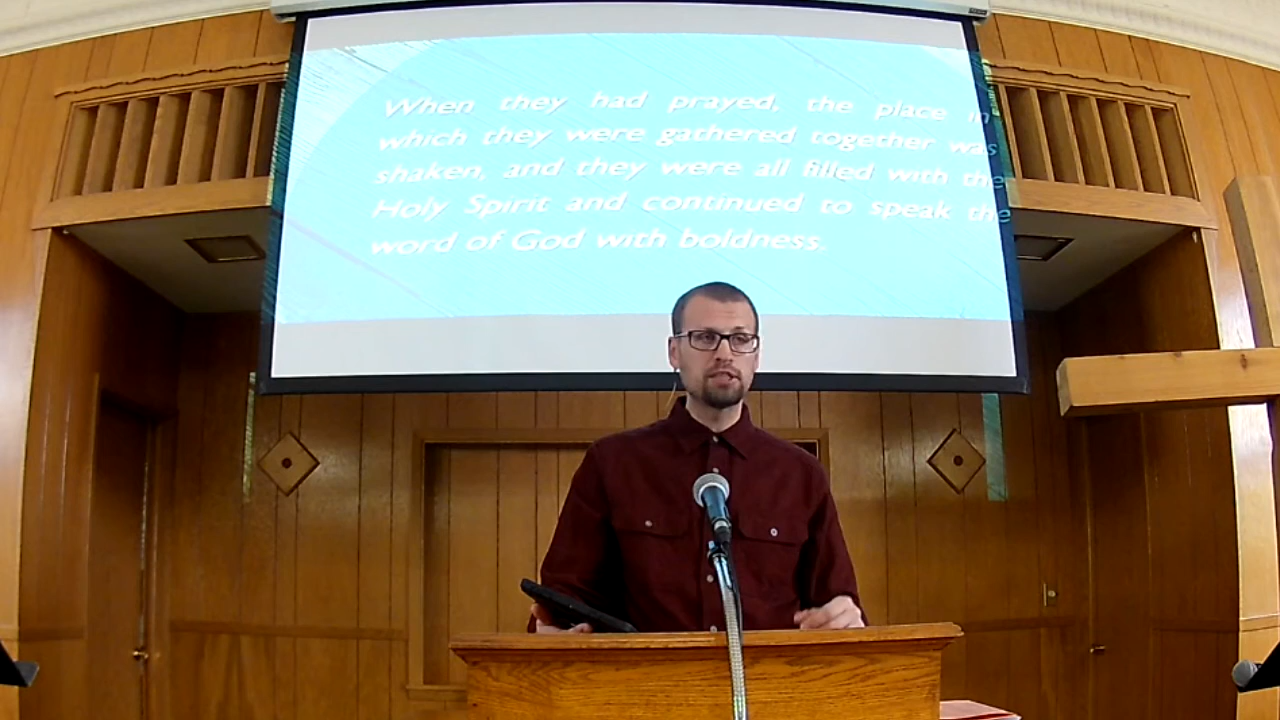 When they had prayed, the place in
which they were gathered together was
shaken, and they were all filled with the
Holy Spirit and continued to speak the
word of God with boldness.